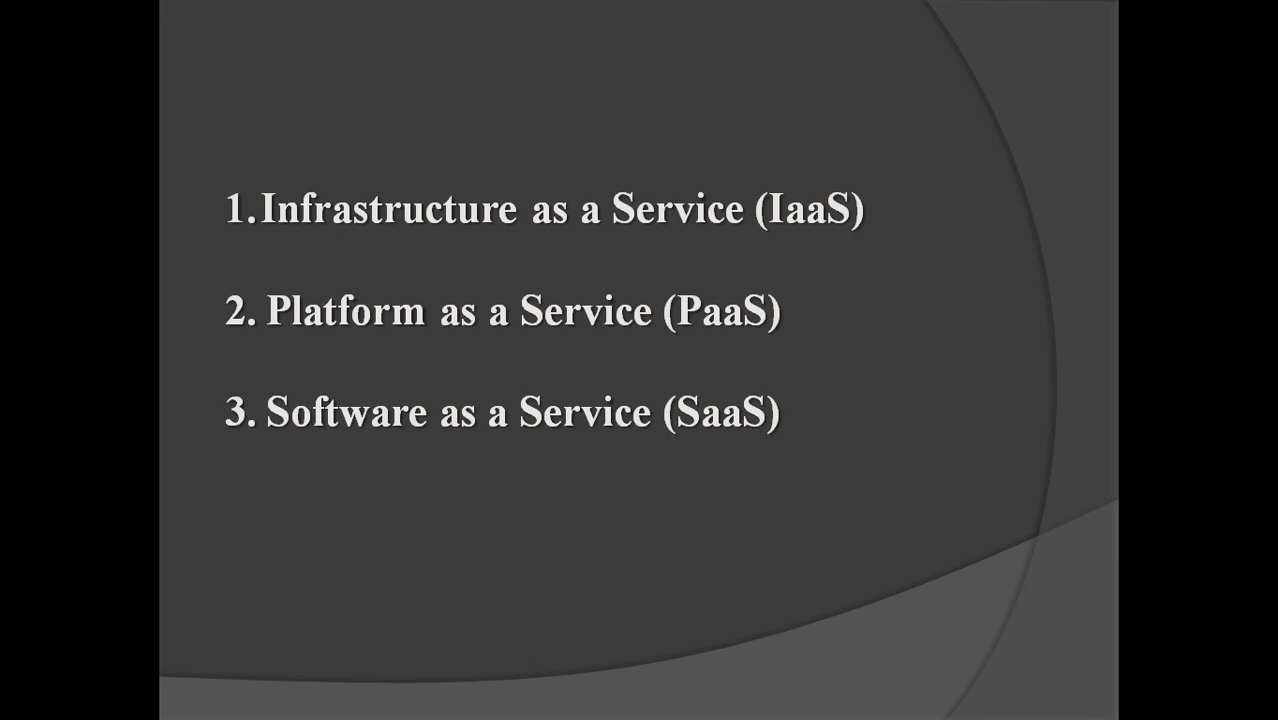 1. Infrastructure as a Service (IaaS)
2. Platform as a Service (PaaS)
3. Software as a Service (SaaS)